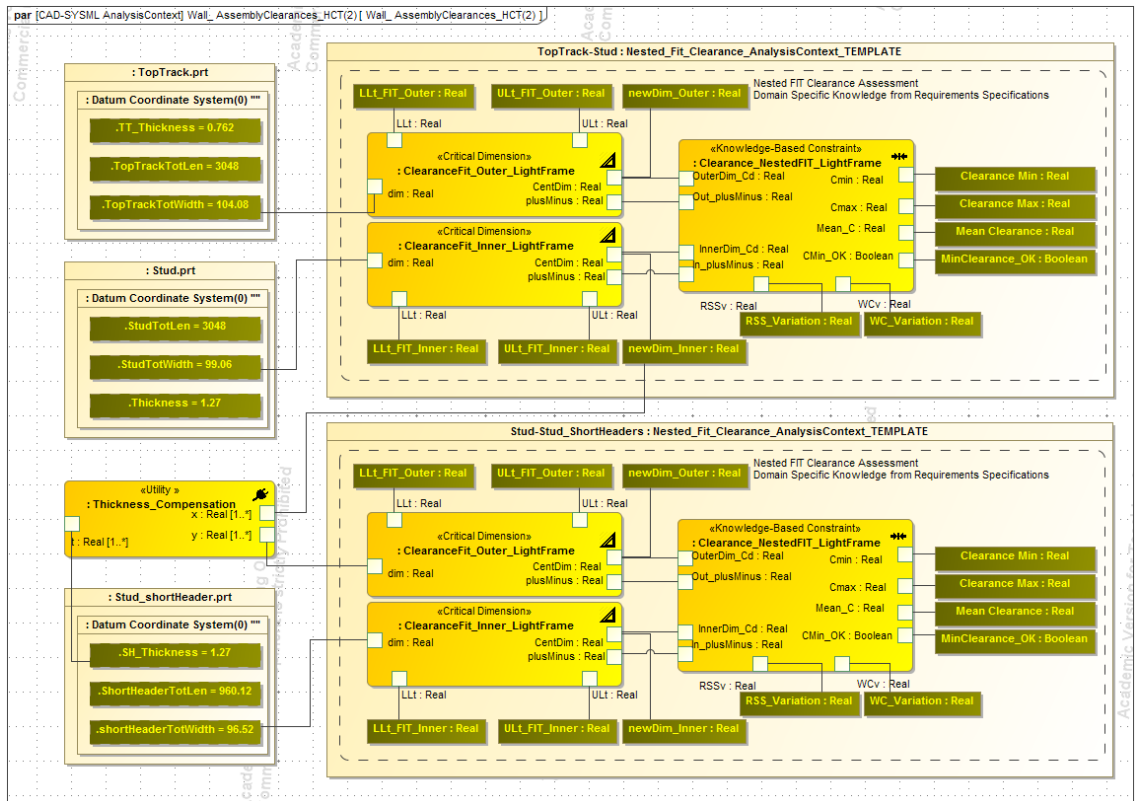 par [CAD-SYSML AnalysisContext] Wall_ AssemblyClearances_HCT(2) [ Wall_ AssemblyClearances_HCT(2) ]
: TopTrack.prt
: Datum Coordinate System(0) ""
.TT_Thickness = 0.762
.TopTrackTotLen = 3048
.TopTrackTotWidth = 104.08
: Stud.prt
: Datum Coordinate System(0) ""
.StudTotLen = 3048
.StudTotWidth = 99.06
.Thickness = 1.27
«Utility »
: Thickness_Compensation
x : Real [1..*]
y : Real [1..*]
t : Real [1..*]
: Stud_shortHeader.prt
: Datum Coordinate System(0) ""
.SH_Thickness = 1.27
.ShortHeaderTotLen = 960.12
.shortHeaderTotWidth = 96.52
TopTrack-Stud : Nested_Fit_Clearance_AnalysisContext_TEMPLATE
Nested FIT Clearance Assessment
Domain Specific Knowledge from Requirements Specifications
LLt_FIT_Outer : Real
ULt_FIT_Outer : Real
newDim_Outer : Real
LLt : Real
ULt : Real
«Critical Dimension»
: ClearanceFit_Outer_LightFrame
CentDim : Real
dim : Real
plusMinus : Real
«Critical Dimension»
: ClearanceFit_Inner_LightFrame
dim : Real
CentDim : Real
plusMinus : Real
LLt : Real
ULt : Real
LLt_FIT_Inner : Real
ULt_FIT_Inner : Real
newDim_Inner : Real
«Knowledge-Based Constraint»
: Clearance_NestedFIT_LightFrame
OuterDim_Cd : Real
Cmin : Real
Out_plusMinus : Real
Cmax : Real
Mean_C : Real
InnerDim_Cd : Real
CMin_OK : Boolean
In_plusMinus : Real
RSSv : Real
WCv : Real
RSS_Variation : Real
WC_Variation : Real
Clearance Min : Real
Clearance Max : Real
Mean Clearance : Real
MinClearance_OK : Boolean
Stud-Stud_ShortHeaders : Nested_Fit_Clearance_AnalysisContext_TEMPLATE
Nested FIT Clearance Assessment
Domain Specific Knowledge from Requirements Specifications
LLt_FIT_Outer : Real
ULt_FIT_Outer : Real
newDim_Outer : Real
LLt : Real
ULt : Real
«Critical Dimension»
: ClearanceFit_Outer_LightFrame
CentDim : Real
dim : Real
plusMinus : Real
«Critical Dimension»
: ClearanceFit_Inner_LightFrame
dim : Real
CentDim : Real
plusMinus : Real
LLt : Real
ULt : Real
LLt_FIT_Inner : Real
ULt_FIT_Inner : Real
newDim_Inner : Real
«Knowledge-Based Constraint»
: Clearance_NestedFIT_LightFrame
OuterDim_Cd : Real
Cmin : Real
Out_plusMinus : Real
Cmax : Real
Mean_C : Real
InnerDim_Cd : Real
CMin_OK : Boolean
In_plusMinus : Real
RSSv : Real
WCv : Real
RSS_Variation : Real
WC_Variation : Real
Clearance Min : Real
Clearance Max : Real
Mean Clearance : Real
MinClearance_OK : Boolean